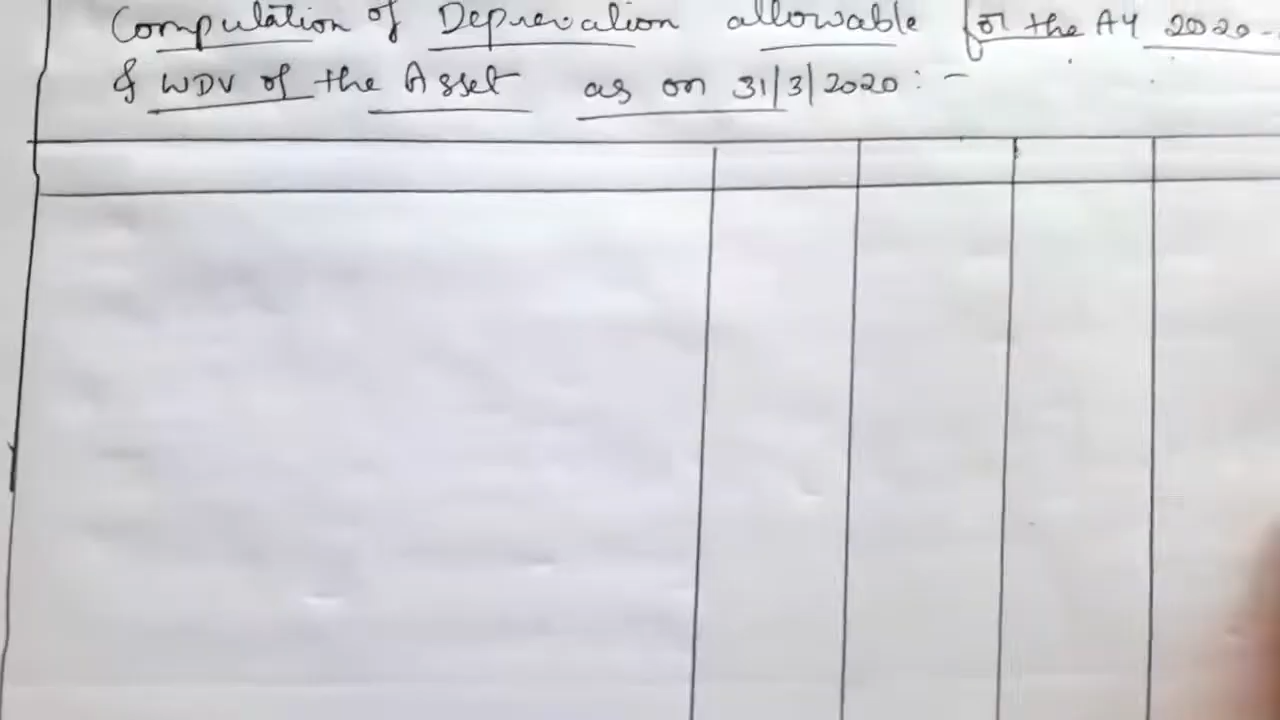 Computation of Depreciation allowable for the AY 2020-
& WDV of the Asset as on 31/3/2020:-